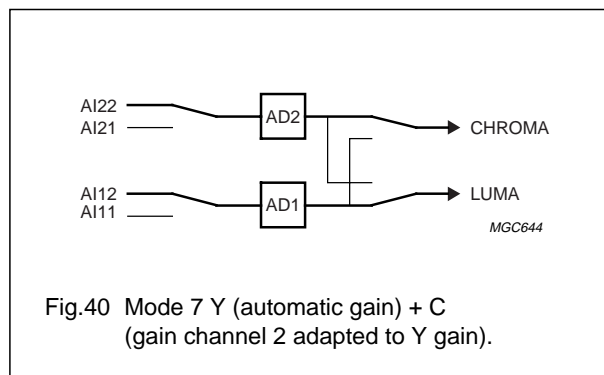 AI22
AI21
AD2
CHROMA
AI12
AI11
AD1
LUMA
MGC644
Fig.40 Mode 7 Y (automatic gain) + C
(gain channel 2 adapted to Y gain).